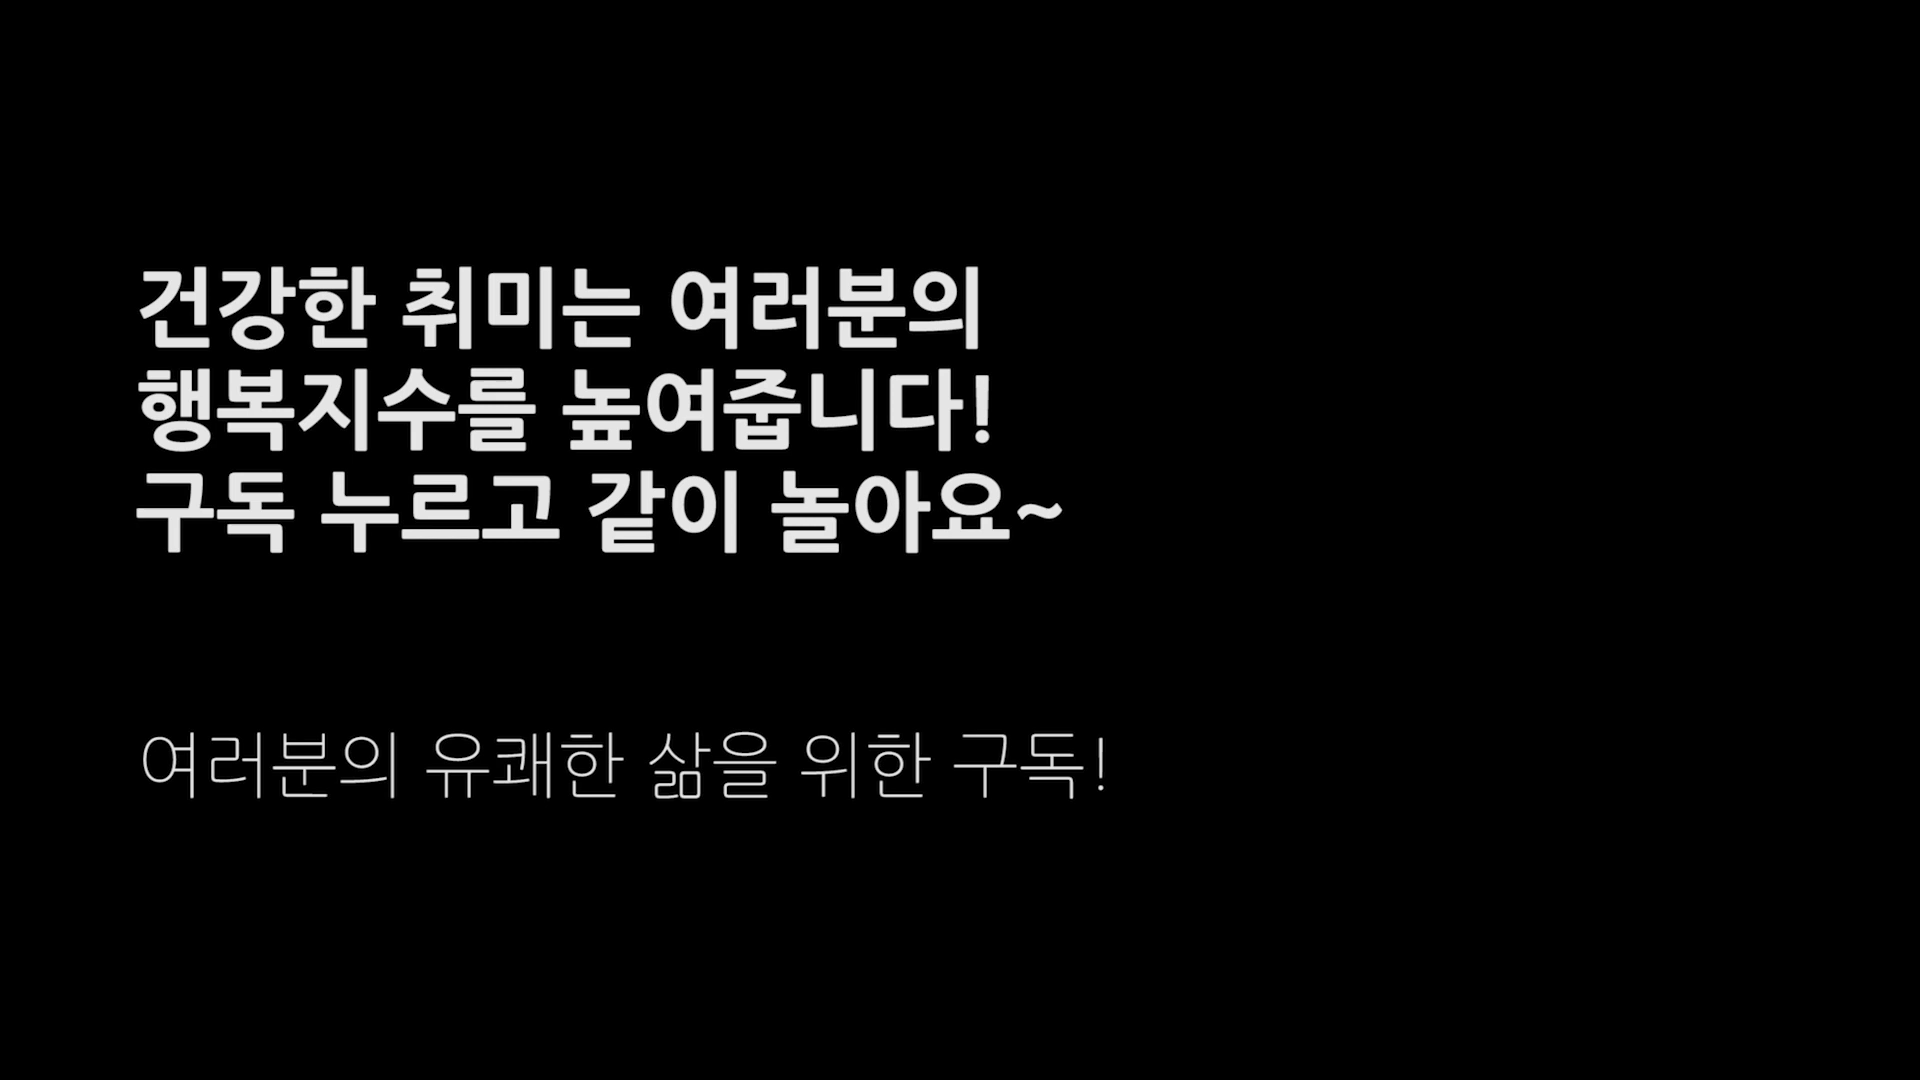 건강한 취미는 여러분의
행복지수를 높여줍니다!
구독 누르고 같이 놀아요~
여러분의 유쾌한 삶을 위한 구독!